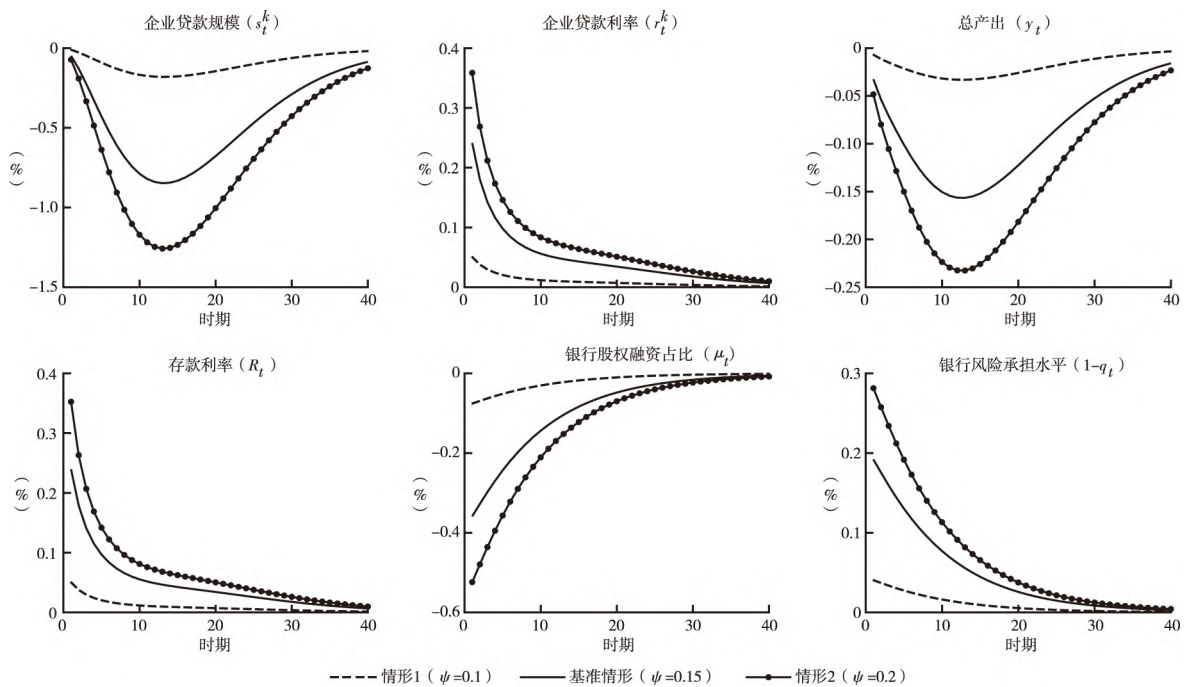 企业贷款规模（s_t^k）
0
-0.5
-1.0
-1.5
（%）
0 10 20 30 40
时期
企业贷款利率（r_t^k）
0.4
0.3
0.2
0.1
0
（%）
0 10 20 30 40
时期
总产出（y_t）
0
-0.05
-0.10
-0.15
-0.20
-0.25
（%）
0 10 20 30 40
时期
存款利率（R_t）
0.4
0.3
0.2
0.1
0
（%）
0 10 20 30 40
时期
银行股权融资占比（μ_t）
0
-0.2
-0.4
-0.6
（%）
0 10 20 30 40
时期
银行风险承担水平（1-q_t）
0.3
0.2
0.1
0
（%）
0 10 20 30 40
时期
情形1（ψ=0.1） 基准情形（ψ=0.15） 情形2（ψ=0.2）